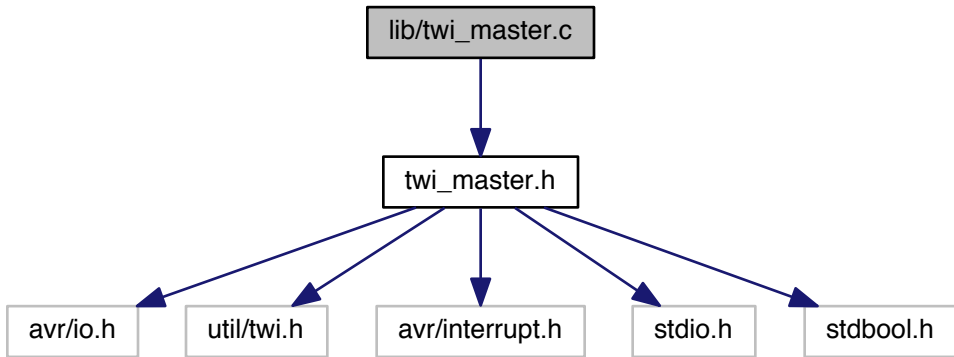 lib/twi_master.c
twi_master.h
avr/io.h
util/twi.h
avr/interrupt.h
stdio.h
stdbool.h